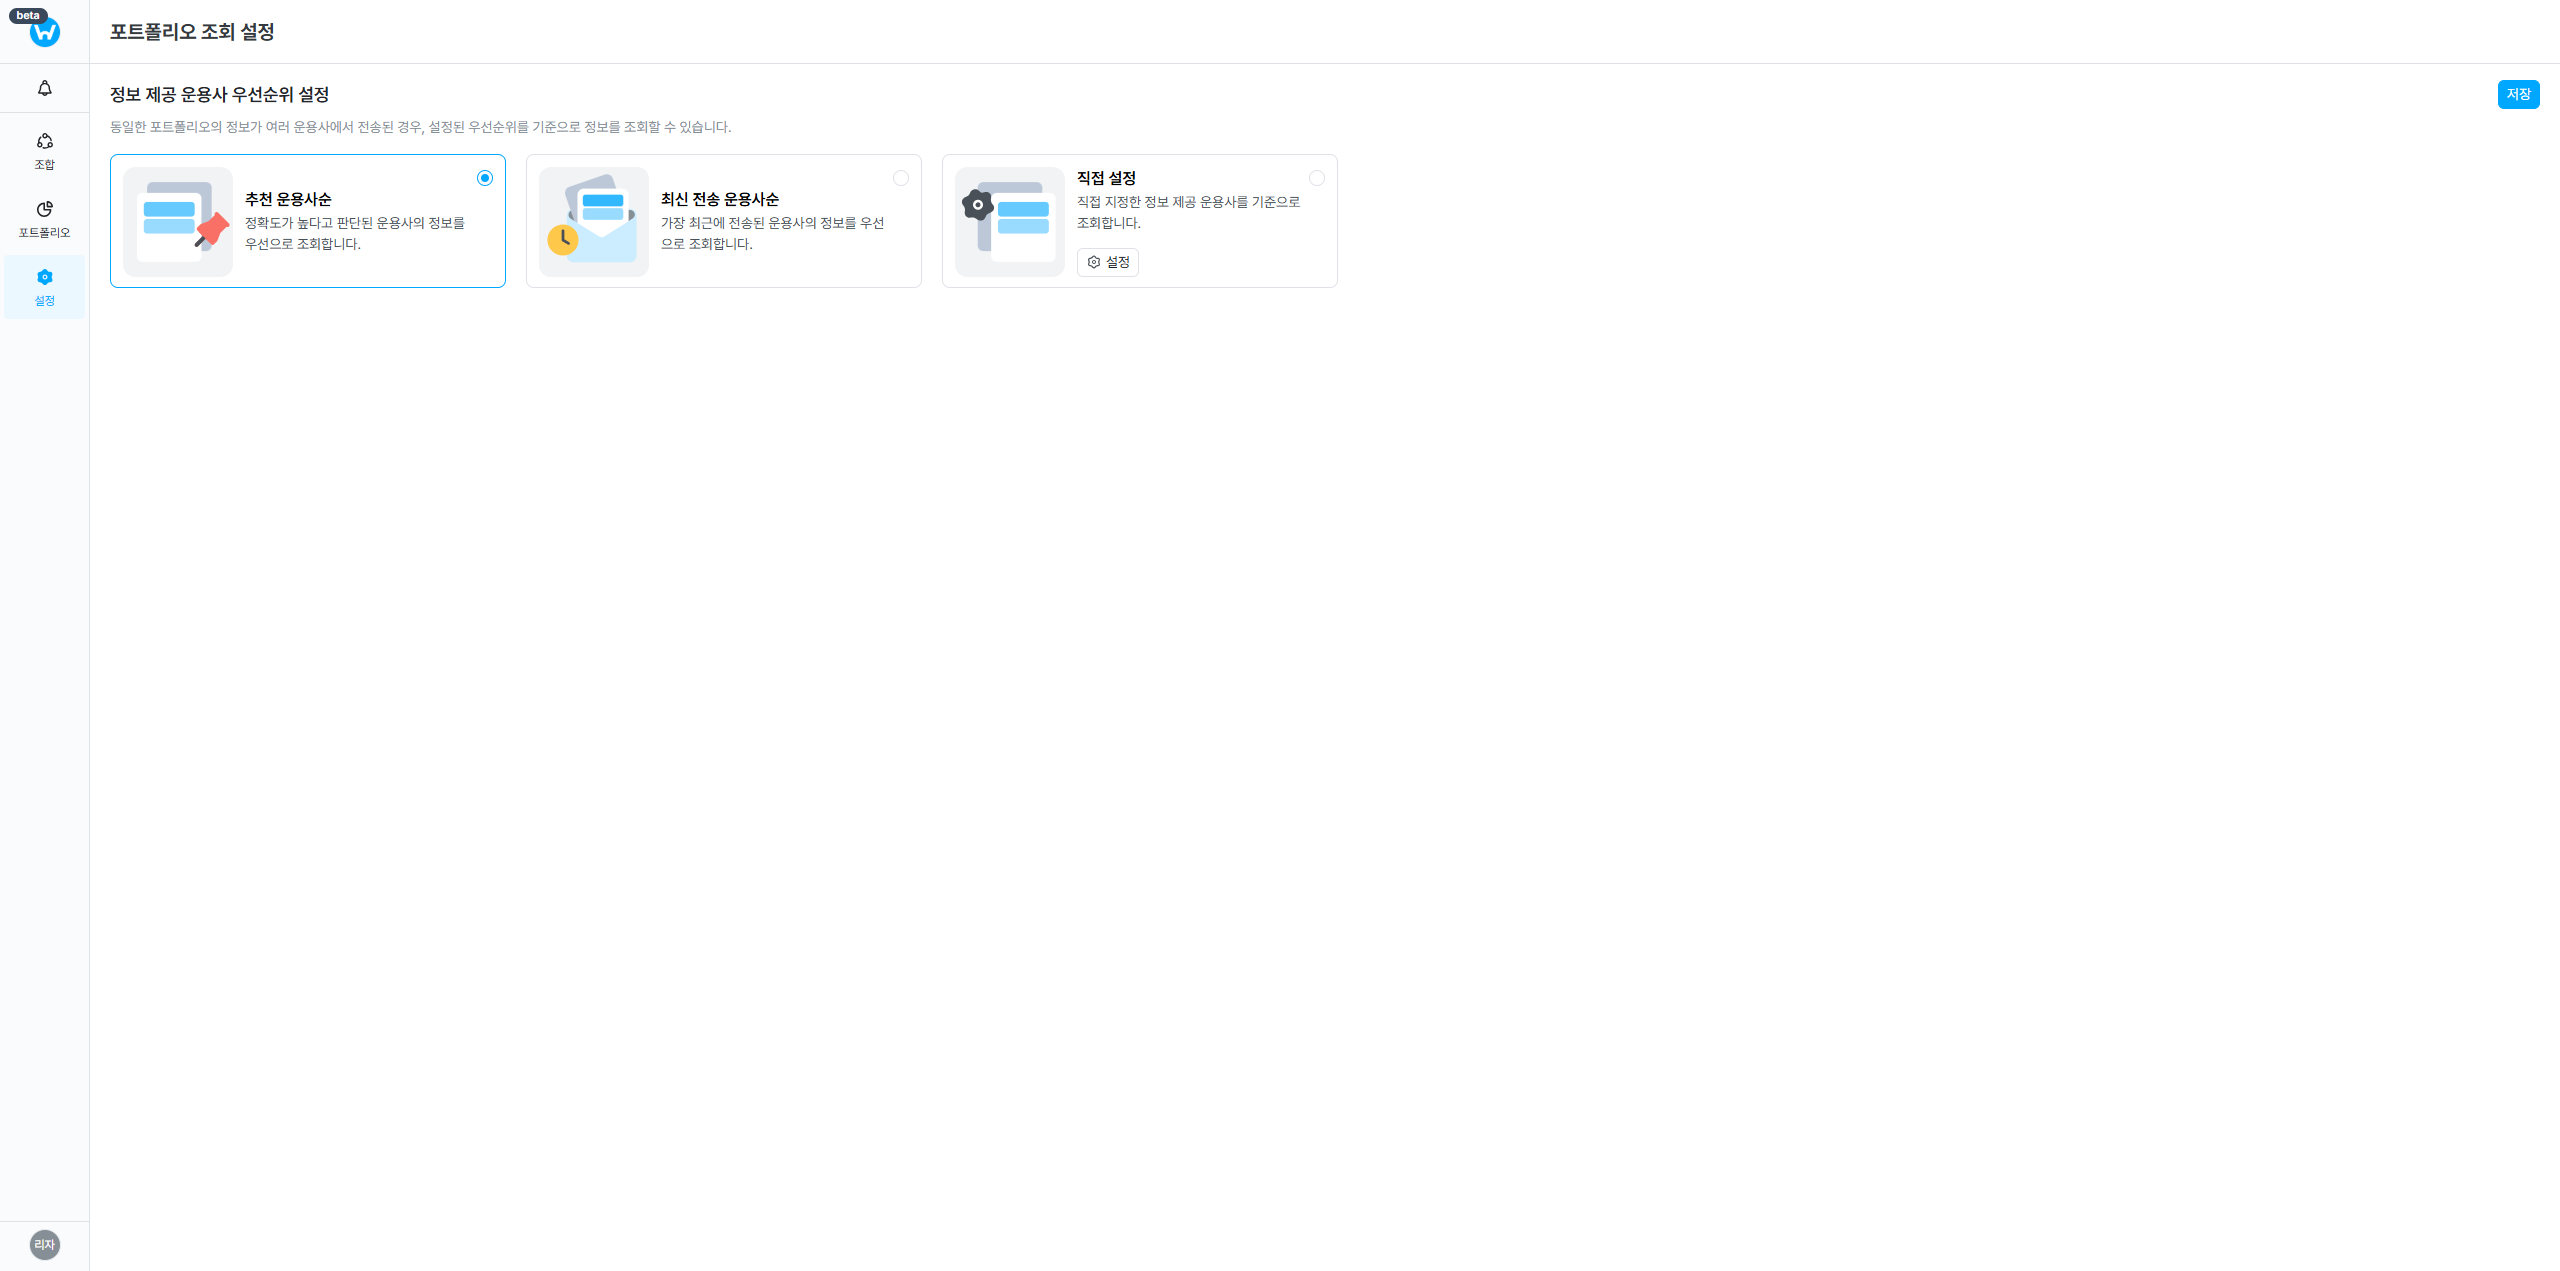 beta
포트폴리오 조회 설정
정보 제공 운용사 우선순위 설정
저장
동일한 포트폴리오의 정보가 여러 운용사에서 전송된 경우, 설정된 우선순위를 기준으로 정보를 조회할 수 있습니다.
조합
포트폴리오
설정
추천 운용사순
정확도가 높다고 판단된 운용사의 정보를
우선으로 조회합니다.
최신 전송 운용사순
가장 최근에 전송된 운용사의 정보를 우선
으로 조회합니다.
직접 설정
직접 지정한 정보 제공 운용사를 기준으로
조회합니다.
설정
리자